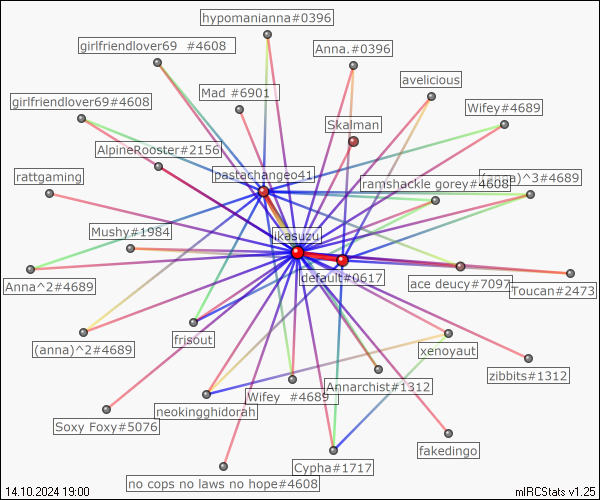 hypomanianna#0396
girlfriendlover69 #4608
Anna.#0396
avelicious
Mad #6901
girlfriendlover69#4608
Wifey#4689
Skalman
AlpineRooster#2156
rattgaming
pastachangeo41
ramshackle gorey#4608
(anna)^3#4689
Mushy#1984
ikasuzu
default#0617
Anna^2#4689
ace deucy#7097
Toucan#2473
frisout
(anna)^2#4689
xenoyaut
zibbits#1312
Annarchist#1312
Wifey #4689
neokingghidorah
Soxy Foxy#5076
fakedingo
Cypha#1717
no cops no laws no hope#4608
14.10.2024 19:00
mIRCStats v1.25